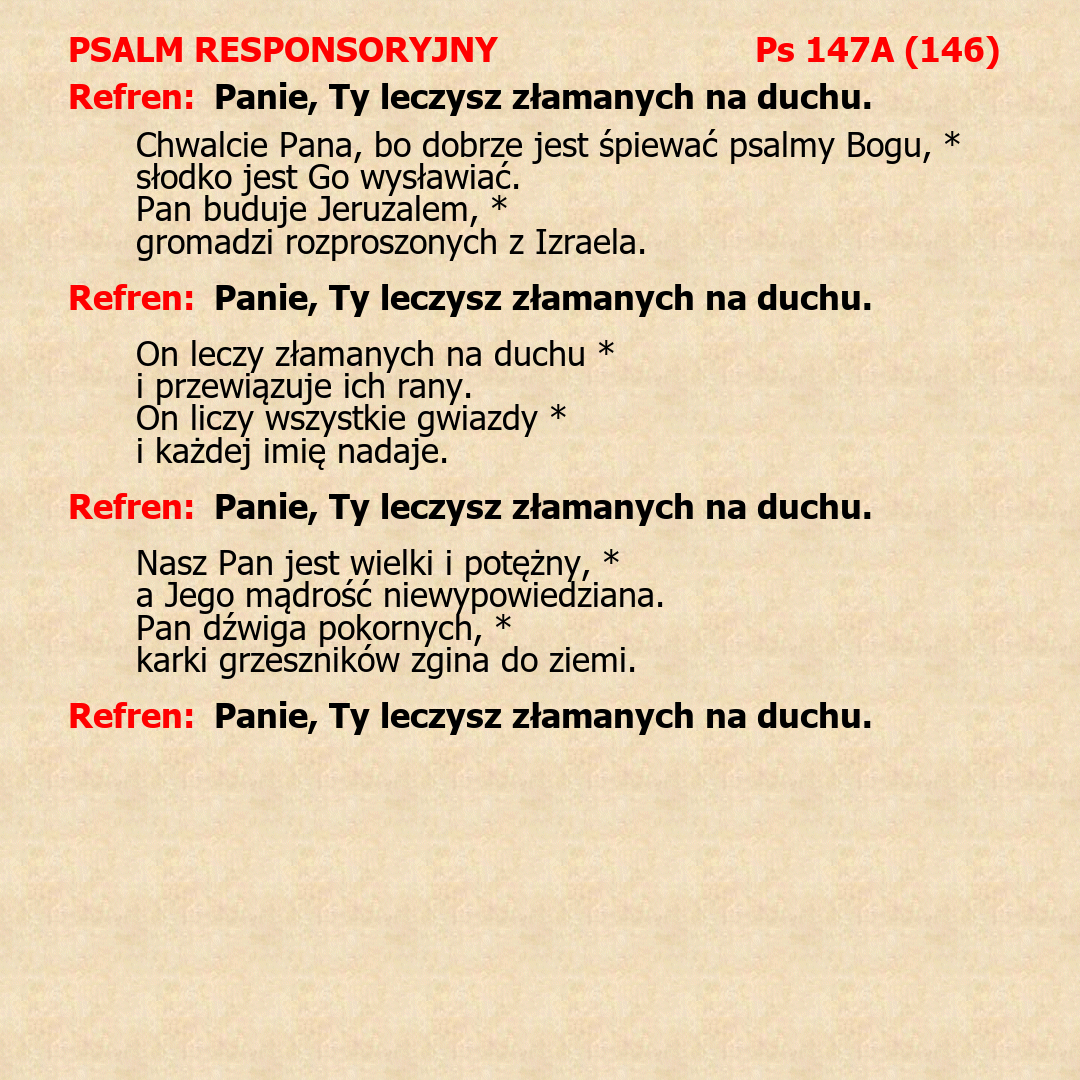 PSALM RESPONSORYJNY Ps 147A (146)
Refren: Panie, Ty leczysz złamanych na duchu.
Chwalcie Pana, bo dobrze jest śpiewać psalmy Bogu, *
słodko jest Go wysławiać.
Pan buduje Jeruzalem, *
gromadzi rozproszonych z Izraela.
Refren: Panie, Ty leczysz złamanych na duchu.
On leczy złamanych na duchu *
i przewiązuje ich rany.
On liczy wszystkie gwiazdy *
i każdej imię nadaje.
Refren: Panie, Ty leczysz złamanych na duchu.
Nasz Pan jest wielki i potężny, *
a Jego mądrość niewypowiedziana.
Pan dźwiga pokornych, *
karki grzeszników zgina do ziemi.
Refren: Panie, Ty leczysz złamanych na duchu.